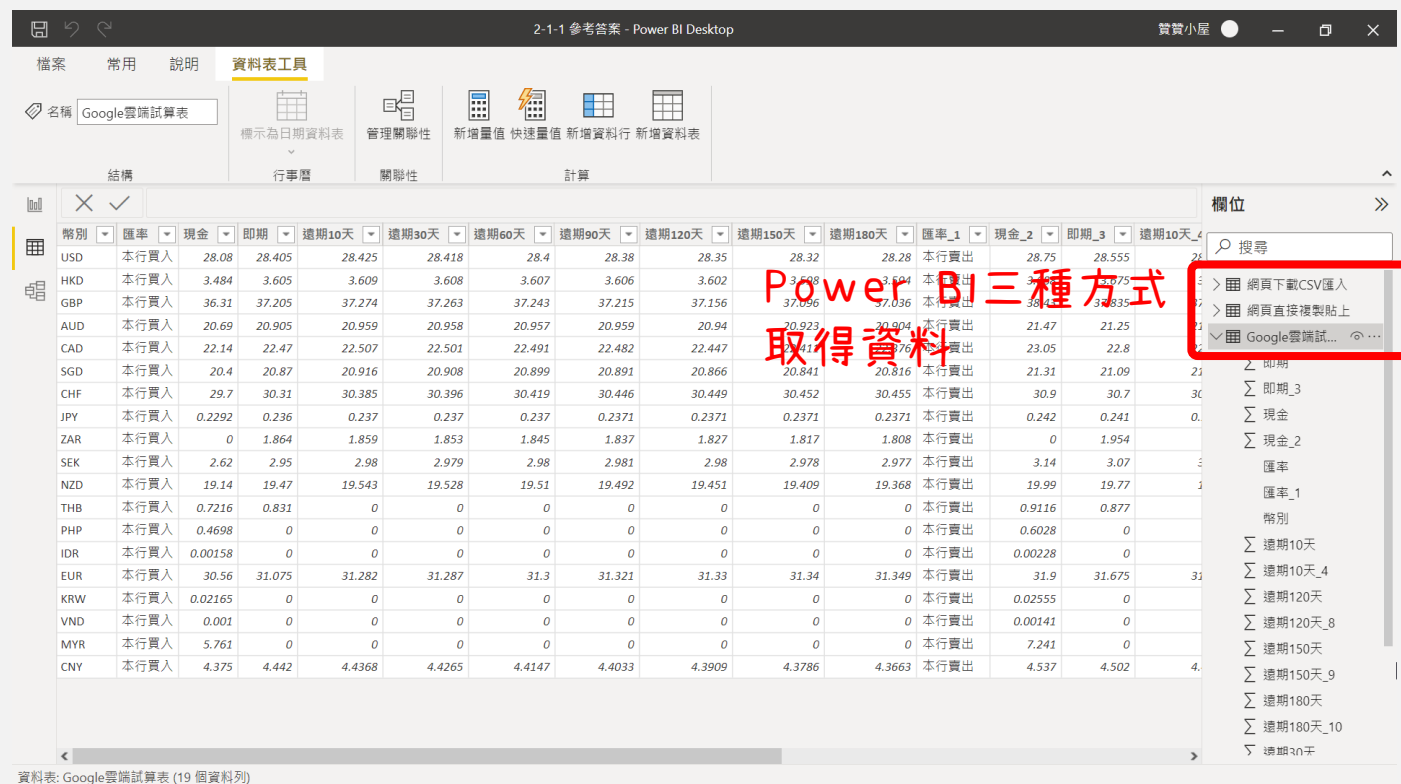 2-1-1 參考答案 - Power BI Desktop
贊贊小屋
檔案 常用 說明 資料表工具
名稱 Google雲端試算表
標示為日期資料表 管理關聯性 新增量值 快速量值 新增資料行 新增資料表
結構 行事曆 關聯性 計算
幣別 匯率 現金 即期 遠期10天 遠期30天 遠期60天 遠期90天 遠期120天 遠期150天 遠期180天 匯率_1 現金_2 即期_3 遠期10天_4
USD 本行買入 28.08 28.405 28.425 28.418 28.4 28.38 28.35 28.32 28.28 本行賣出 28.75 28.555
HKD 本行買入 3.484 3.605 3.609 3.608 3.607 3.606 3.602 本行賣出 3.675
GBP 本行買入 36.31 37.205 37.274 37.263 37.243 37.215 37.156 37.096 37.036 本行賣出
AUD 本行買入 20.69 20.905 20.959 20.958 20.957 20.959 20.94 20.923 20.904 本行賣出 21.47 21.25
CAD 本行買入 22.14 22.47 22.507 22.501 22.491 22.482 22.447 本行賣出 23.05 22.8
SGD 本行買入 20.4 20.87 20.916 20.908 20.899 20.891 20.866 20.841 20.816 本行賣出 21.31 21.09
CHF 本行買入 29.7 30.31 30.385 30.396 30.419 30.446 30.449 30.452 30.455 本行賣出 30.9 30.7
JPY 本行買入 0.2292 0.236 0.237 0.237 0.237 0.2371 0.2371 0.2371 0.2371 本行賣出 0.242 0.241
ZAR 本行買入 0 1.864 1.859 1.853 1.845 1.837 1.827 1.817 1.808 本行賣出 0 1.954
SEK 本行買入 2.62 2.95 2.98 2.979 2.98 2.981 2.98 2.978 2.977 本行賣出 3.14 3.07
NZD 本行買入 19.14 19.47 19.543 19.528 19.51 19.492 19.451 19.409 19.368 本行賣出 19.99 19.77
THB 本行買入 0.7216 0.831 0 0 0 0 0 0 0 本行賣出 0.9116 0.877
PHP 本行買入 0.4698 0 0 0 0 0 0 0 0 本行賣出 0.6028 0
IDR 本行買入 0.00158 0 0 0 0 0 0 0 0 本行賣出 0.00228 0
EUR 本行買入 30.56 31.075 31.282 31.287 31.3 31.321 31.33 31.34 31.349 本行賣出 31.9 31.675
KRW 本行買入 0.02165 0 0 0 0 0 0 0 0 本行賣出 0.02555 0
VND 本行買入 0.001 0 0 0 0 0 0 0 0 本行賣出 0.00141 0
MYR 本行買入 5.761 0 0 0 0 0 0 0 0 本行賣出 7.241 0
CNY 本行買入 4.375 4.442 4.4368 4.4265 4.4147 4.4033 4.3909 4.3786 4.3663 本行賣出 4.537 4.502
Power BI三種方式
取得資料
欄位
搜尋
網頁下載CSV匯入
網頁直接複製貼上
Google雲端試...
即期
即期_3
現金
現金_2
匯率
匯率_1
幣別
遠期10天
遠期10天_4
遠期120天
遠期120天_8
遠期150天
遠期150天_9
遠期180天
遠期180天_10
遠期30天
資料表: Google雲端試算表 (19 個資料列)